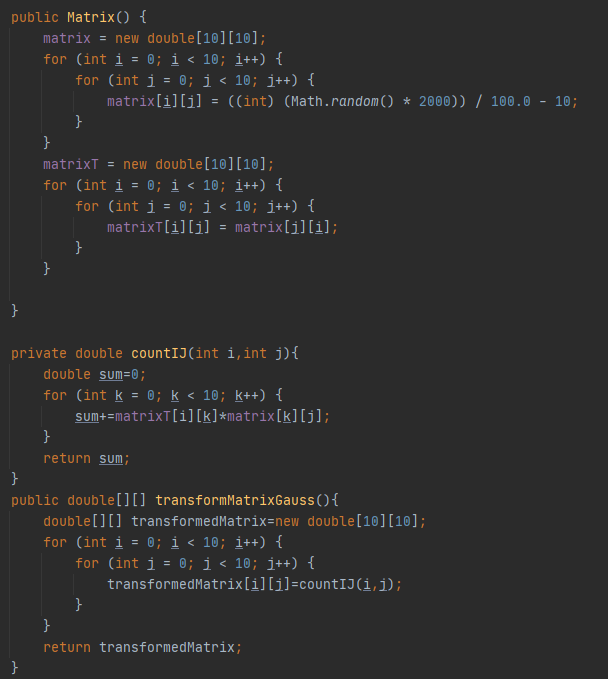 public Matrix() {
    matrix = new double[10][10];
    for (int i = 0; i < 10; i++) {
        for (int j = 0; j < 10; j++) {
            matrix[i][j] = ((int) (Math.random() * 2000)) / 100.0 - 10;
        }
    }
    matrixT = new double[10][10];
    for (int i = 0; i < 10; i++) {
        for (int j = 0; j < 10; j++) {
            matrixT[i][j] = matrix[j][i];
        }
    }

}

private double countIJ(int i,int j){
    double sum=0;
    for (int k = 0; k < 10; k++) {
        sum+=matrixT[i][k]*matrix[k][j];
    }
    return sum;
}
public double[][] transformMatrixGauss(){
    double[][] transformedMatrix=new double[10][10];
    for (int i = 0; i < 10; i++) {
        for (int j = 0; j < 10; j++) {
            transformedMatrix[i][j]=countIJ(i,j);
        }
    }
    return transformedMatrix;
}